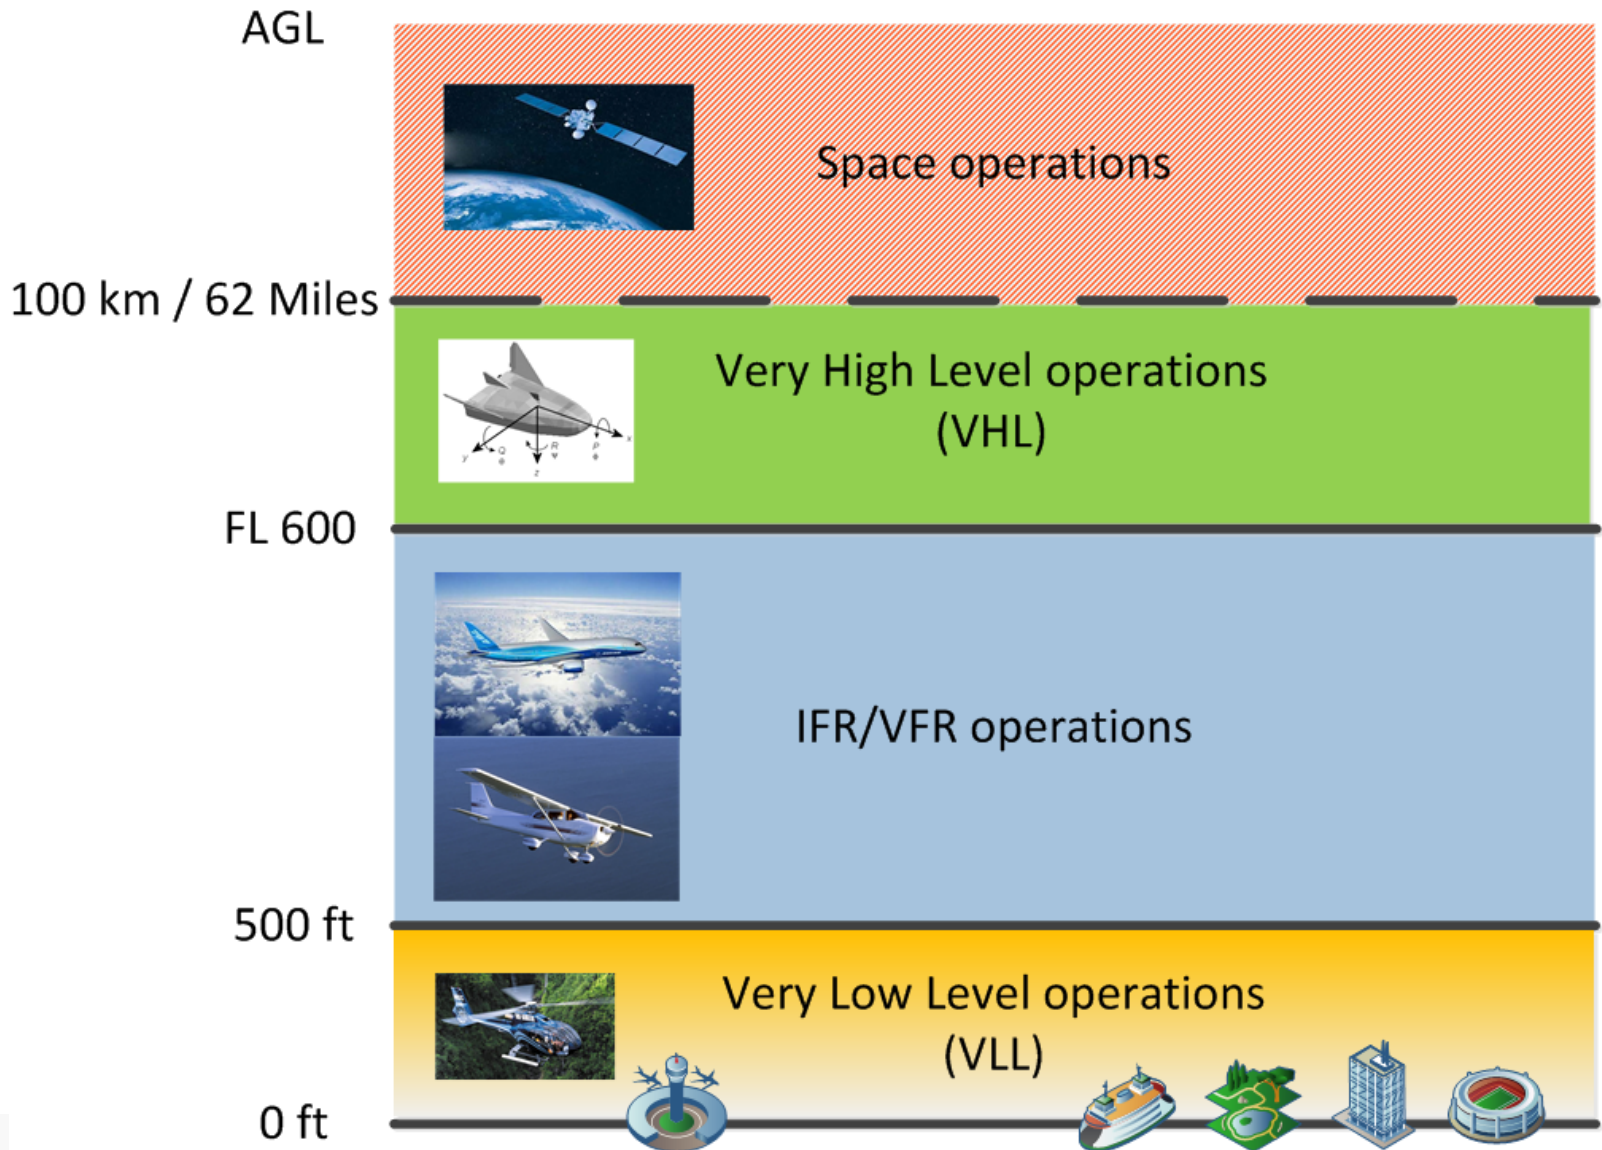 AGL
Space operations
100 km / 62 Miles
Very High Level operations
(VHL)
x
y
z
Q
R
P
FL 600
IFR/VFR operations
500 ft
Very Low Level operations
(VLL)
0 ft